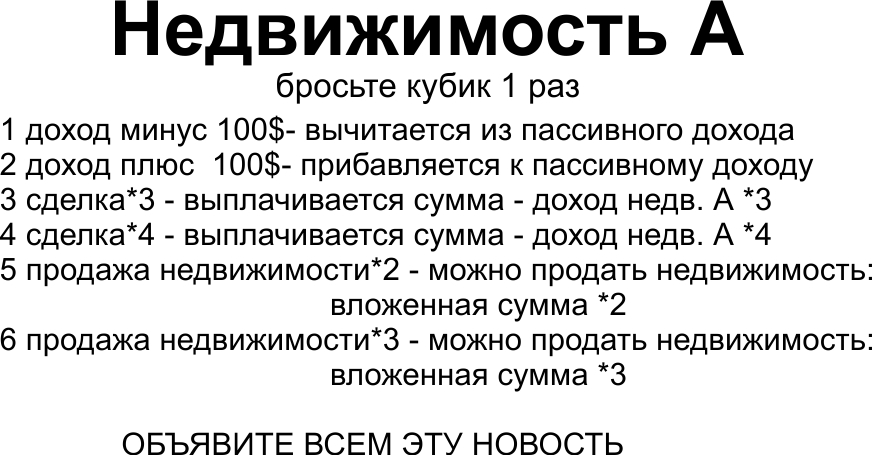 Недвижимость А
бросьте кубик 1 раз
1 доход минус 100$- вычитается из пассивного дохода
2 доход плюс  100$- прибавляется к пассивному доходу
3 сделка*3 - выплачивается сумма - доход недв. А *3
4 сделка*4 - выплачивается сумма - доход недв. А *4
5 продажа недвижимости*2 - можно продать недвижимость:
вложенная сумма *2
6 продажа недвижимости*3 - можно продать недвижимость:
вложенная сумма *3
ОБЪЯВИТЕ ВСЕМ ЭТУ НОВОСТЬ